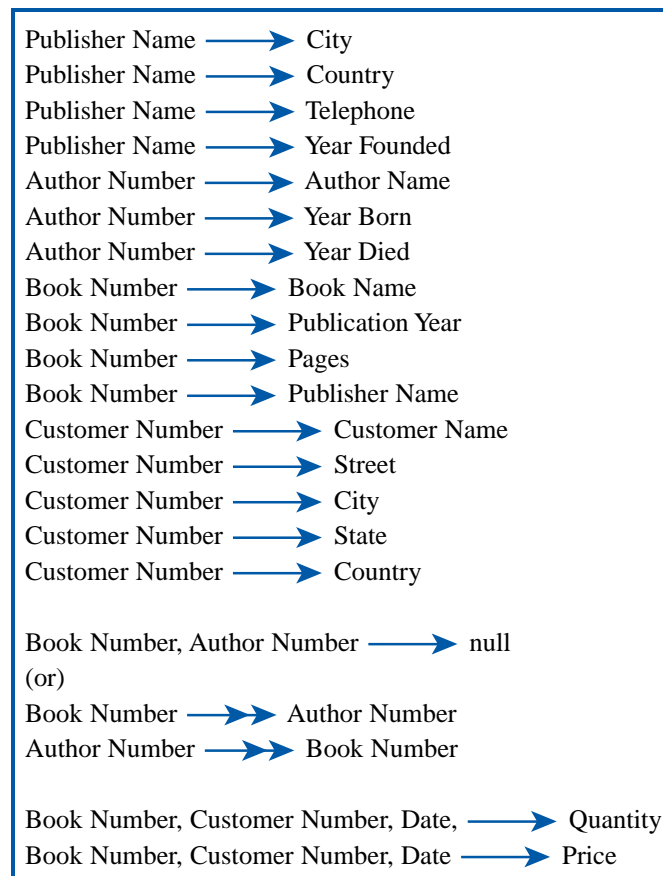 Publisher Name ⟶ City
Publisher Name ⟶ Country
Publisher Name ⟶ Telephone
Publisher Name ⟶ Year Founded
Author Number ⟶ Author Name
Author Number ⟶ Year Born
Author Number ⟶ Year Died
Book Number ⟶ Book Name
Book Number ⟶ Publication Year
Book Number ⟶ Pages
Book Number ⟶ Publisher Name
Customer Number ⟶ Customer Name
Customer Number ⟶ Street
Customer Number ⟶ City
Customer Number ⟶ State
Customer Number ⟶ Country
Book Number, Author Number ⟶ null
(or)
Book Number ↠ Author Number
Author Number ↠ Book Number
Book Number, Customer Number, Date, ⟶ Quantity
Book Number, Customer Number, Date ⟶ Price